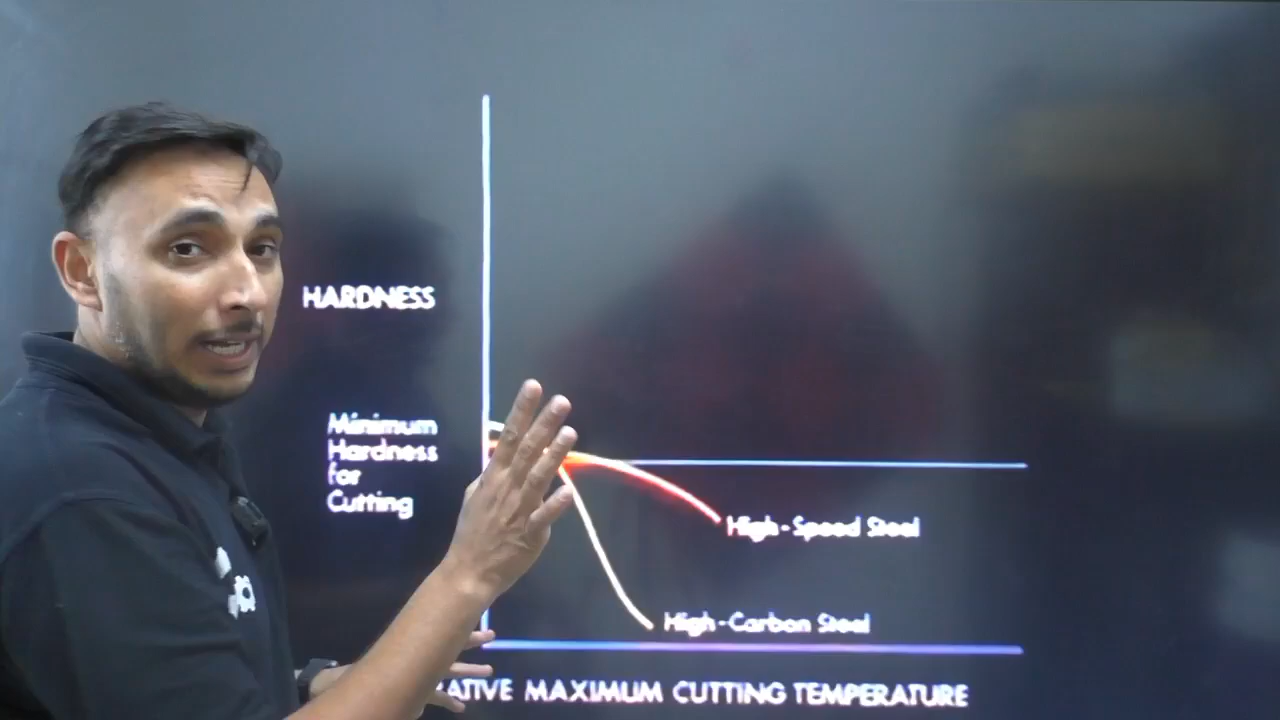 HARDNESS
Minimum
Hardness
for
Cutting
High-Speed Steel
High-Carbon Steel
MAXIMUM CUTTING TEMPERATURE